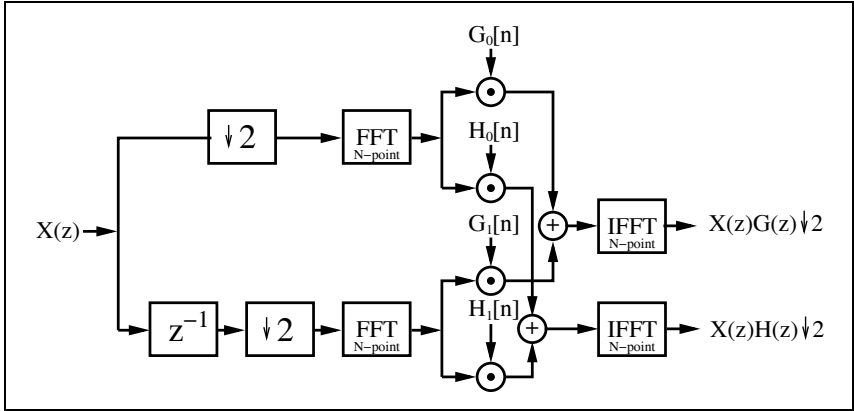 G₀[n]
↓2
FFT
N−point
H₀[n]
X(z)
G₁[n]
+
IFFT
N−point
X(z)G(z)↓2
z⁻¹
↓2
FFT
N−point
H₁[n]
+
IFFT
N−point
X(z)H(z)↓2